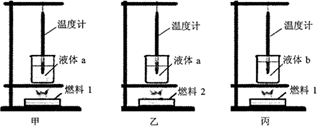 温度计 温度计 温度计
液体 a 液体 a 液体 b
燃料 1 燃料 2 燃料 1
甲 乙 丙